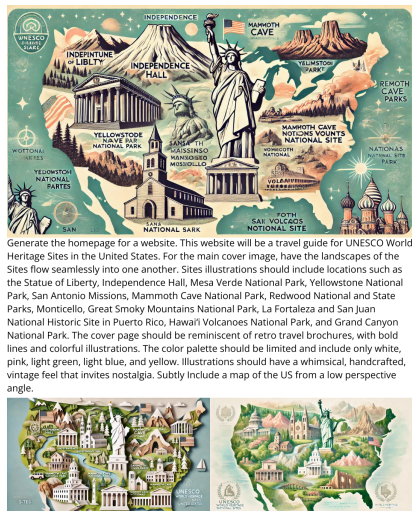 INDEPENDENCE
MAMMOTH
CAVE
UNESCO
INDEPINTUNE
OF LIBLTY
INDEPENDENCE
HALL
YELIMSTOIN
PARKT
REMOTH
CAVE
PARKS
YELLOWSTODE
NAVE PAR
NATIONAL PARK
MAMMOTH CAVE
NATIONAL SITE
NATIONAL
NATIONAS
PARK
YELOWSTOH
NATIONAL
PARTES
SAN
SANA
NATIONAL SARK
FOTH
SAN VOLCAOS
NATIONAL SITE
Generate the homepage for a website. This website will be a travel guide for UNESCO World
Heritage Sites in the United States. For the main cover image, have the landscapes of the
Sites flow seamlessly into one another. Sites illustrations should include locations such as
the Statue of Liberty, Independence Hall, Mesa Verde National Park, Yellowstone National
Park, San Antonio Missions, Mammoth Cave National Park, Redwood National and State
Parks, Monticello, Great Smoky Mountains National Park, La Fortaleza and San Juan
National Historic Site in Puerto Rico, Hawai'i Volcanoes National Park, and Grand Canyon
National Park. The cover page should be reminiscent of retro travel brochures, with bold
lines and colorful illustrations. The color palette should be limited and include only white,
pink, light green, light blue, and yellow. Illustrations should have a whimsical, handcrafted,
vintage feel that invites nostalgia. Subtly Include a map of the US from a low perspective
angle.
UNESCO
UNESCO